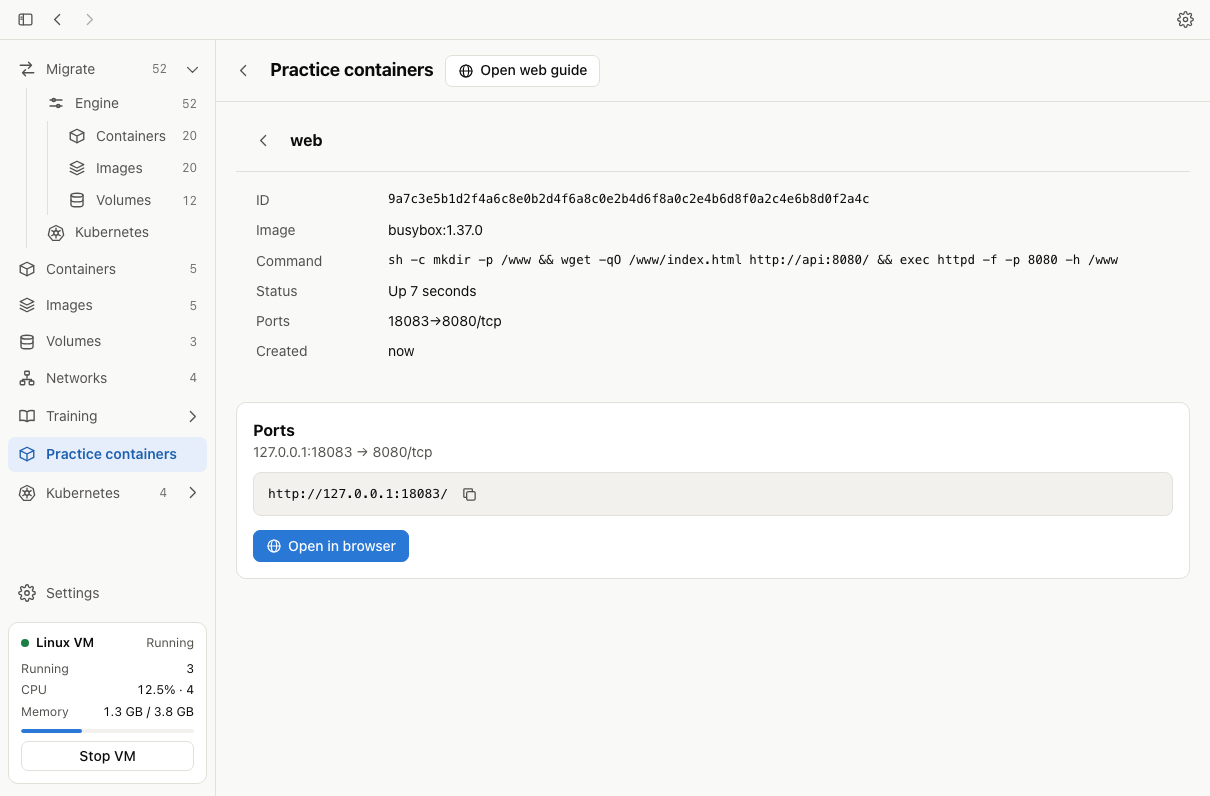 Migrate 52
Engine 52
Containers 20
Images 20
Volumes 12
Kubernetes
Containers 5
Images 5
Volumes 3
Networks 4
Training
Practice containers
Kubernetes 4
Settings
Linux VM Running
Running 3
CPU 12.5% · 4
Memory 1.3 GB / 3.8 GB
Stop VM
Practice containers Open web guide
web
ID 9a7c3e5b1d2f4a6c8e0b2d4f6a8c0e2b4d6f8a0c2e4b6d8f0a2c4e6b8d0f2a4c
Image busybox:1.37.0
Command sh -c mkdir -p /www && wget -qO /www/index.html http://api:8080/ && exec httpd -f -p 8080 -h /www
Status Up 7 seconds
Ports 18083→8080/tcp
Created now
Ports
127.0.0.1:18083 → 8080/tcp
http://127.0.0.1:18083/
Open in browser